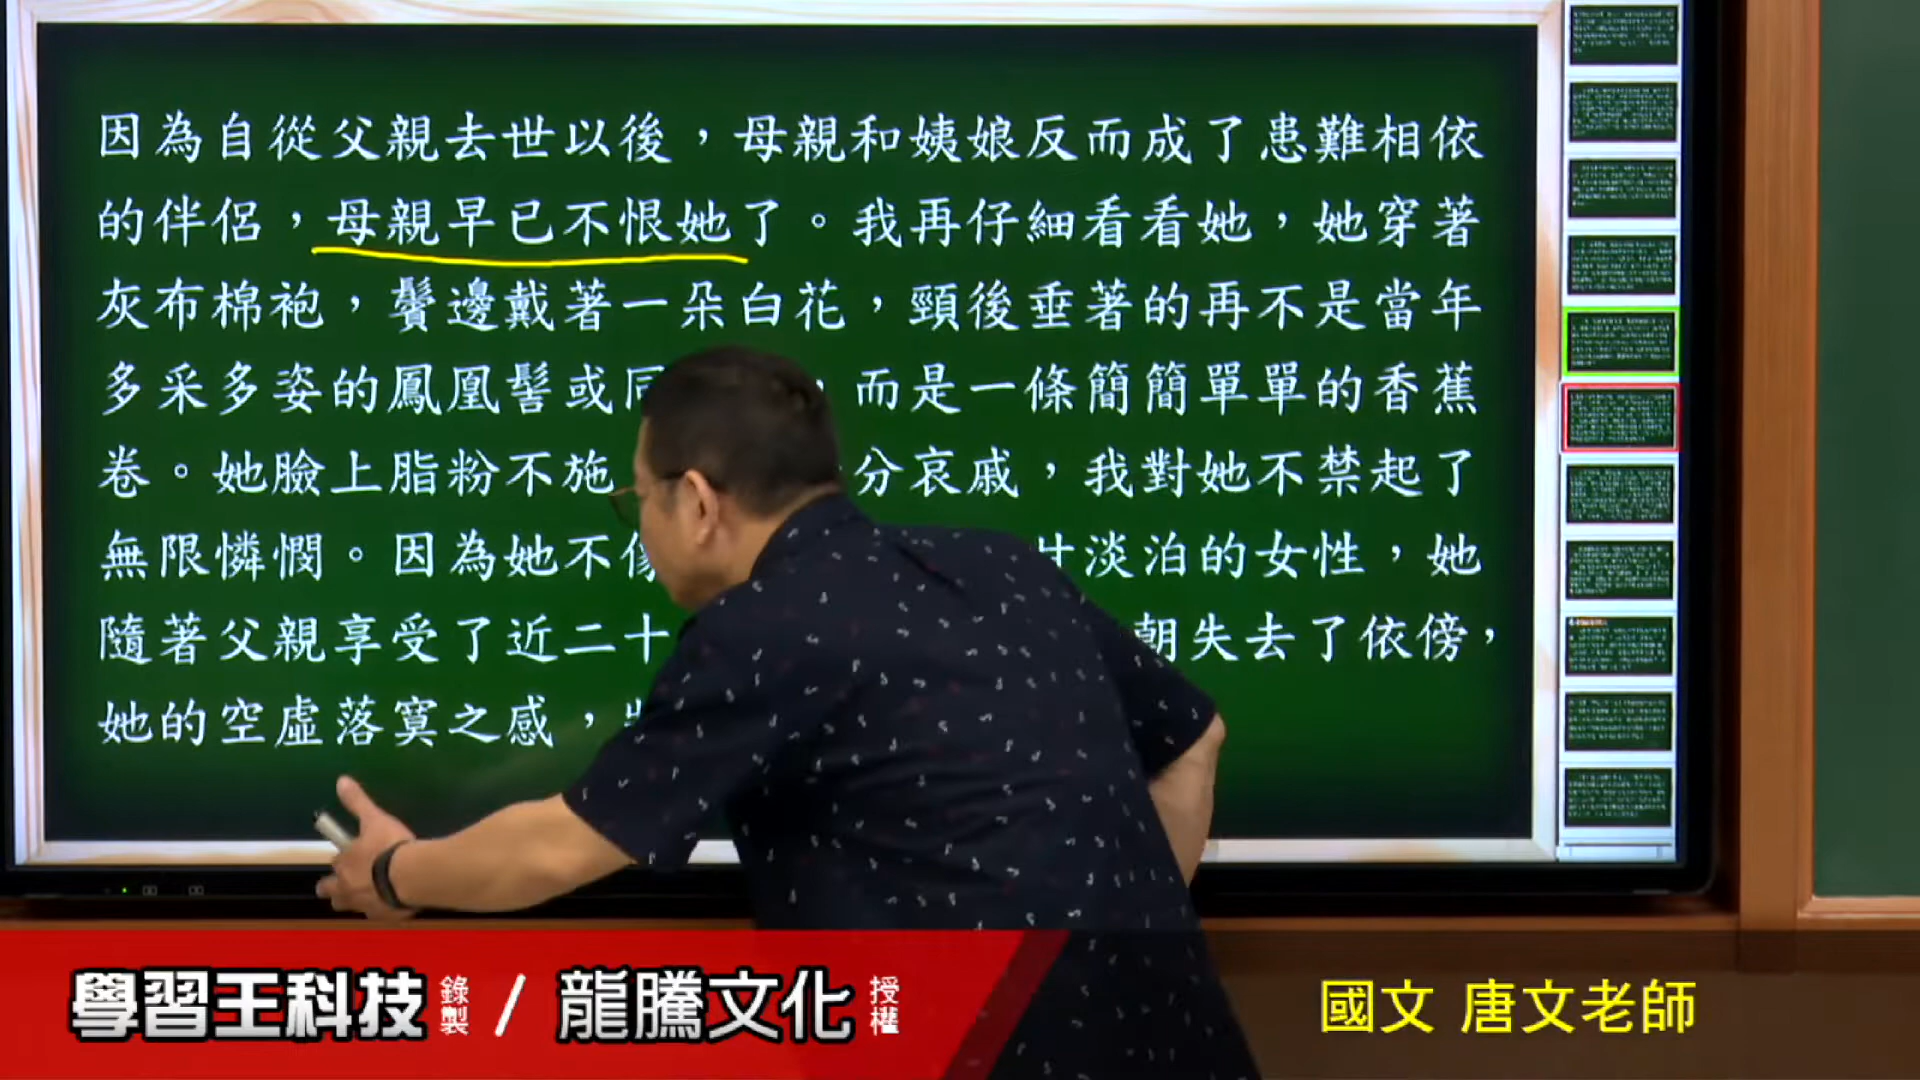 因為自從父親去世以後，母親和姨娘反而成了患難相依
的伴侶，母親早已不恨她了。我再仔細看看她，她穿著
灰布棉袍，鬢邊戴著一朵白花，頸後垂著的再不是當年
多采多姿的鳳凰髻或同，而是一條簡簡單單的香蕉
卷。她臉上脂粉不施分哀戚，我對她不禁起了
無限憐憫。因為她不像甘淡泊的女性，她
隨著父親享受了近二十朝失去了依傍，
她的空虛落寞之感，
學習王科技 錄製 / 龍騰文化 授權
國文 唐文老師